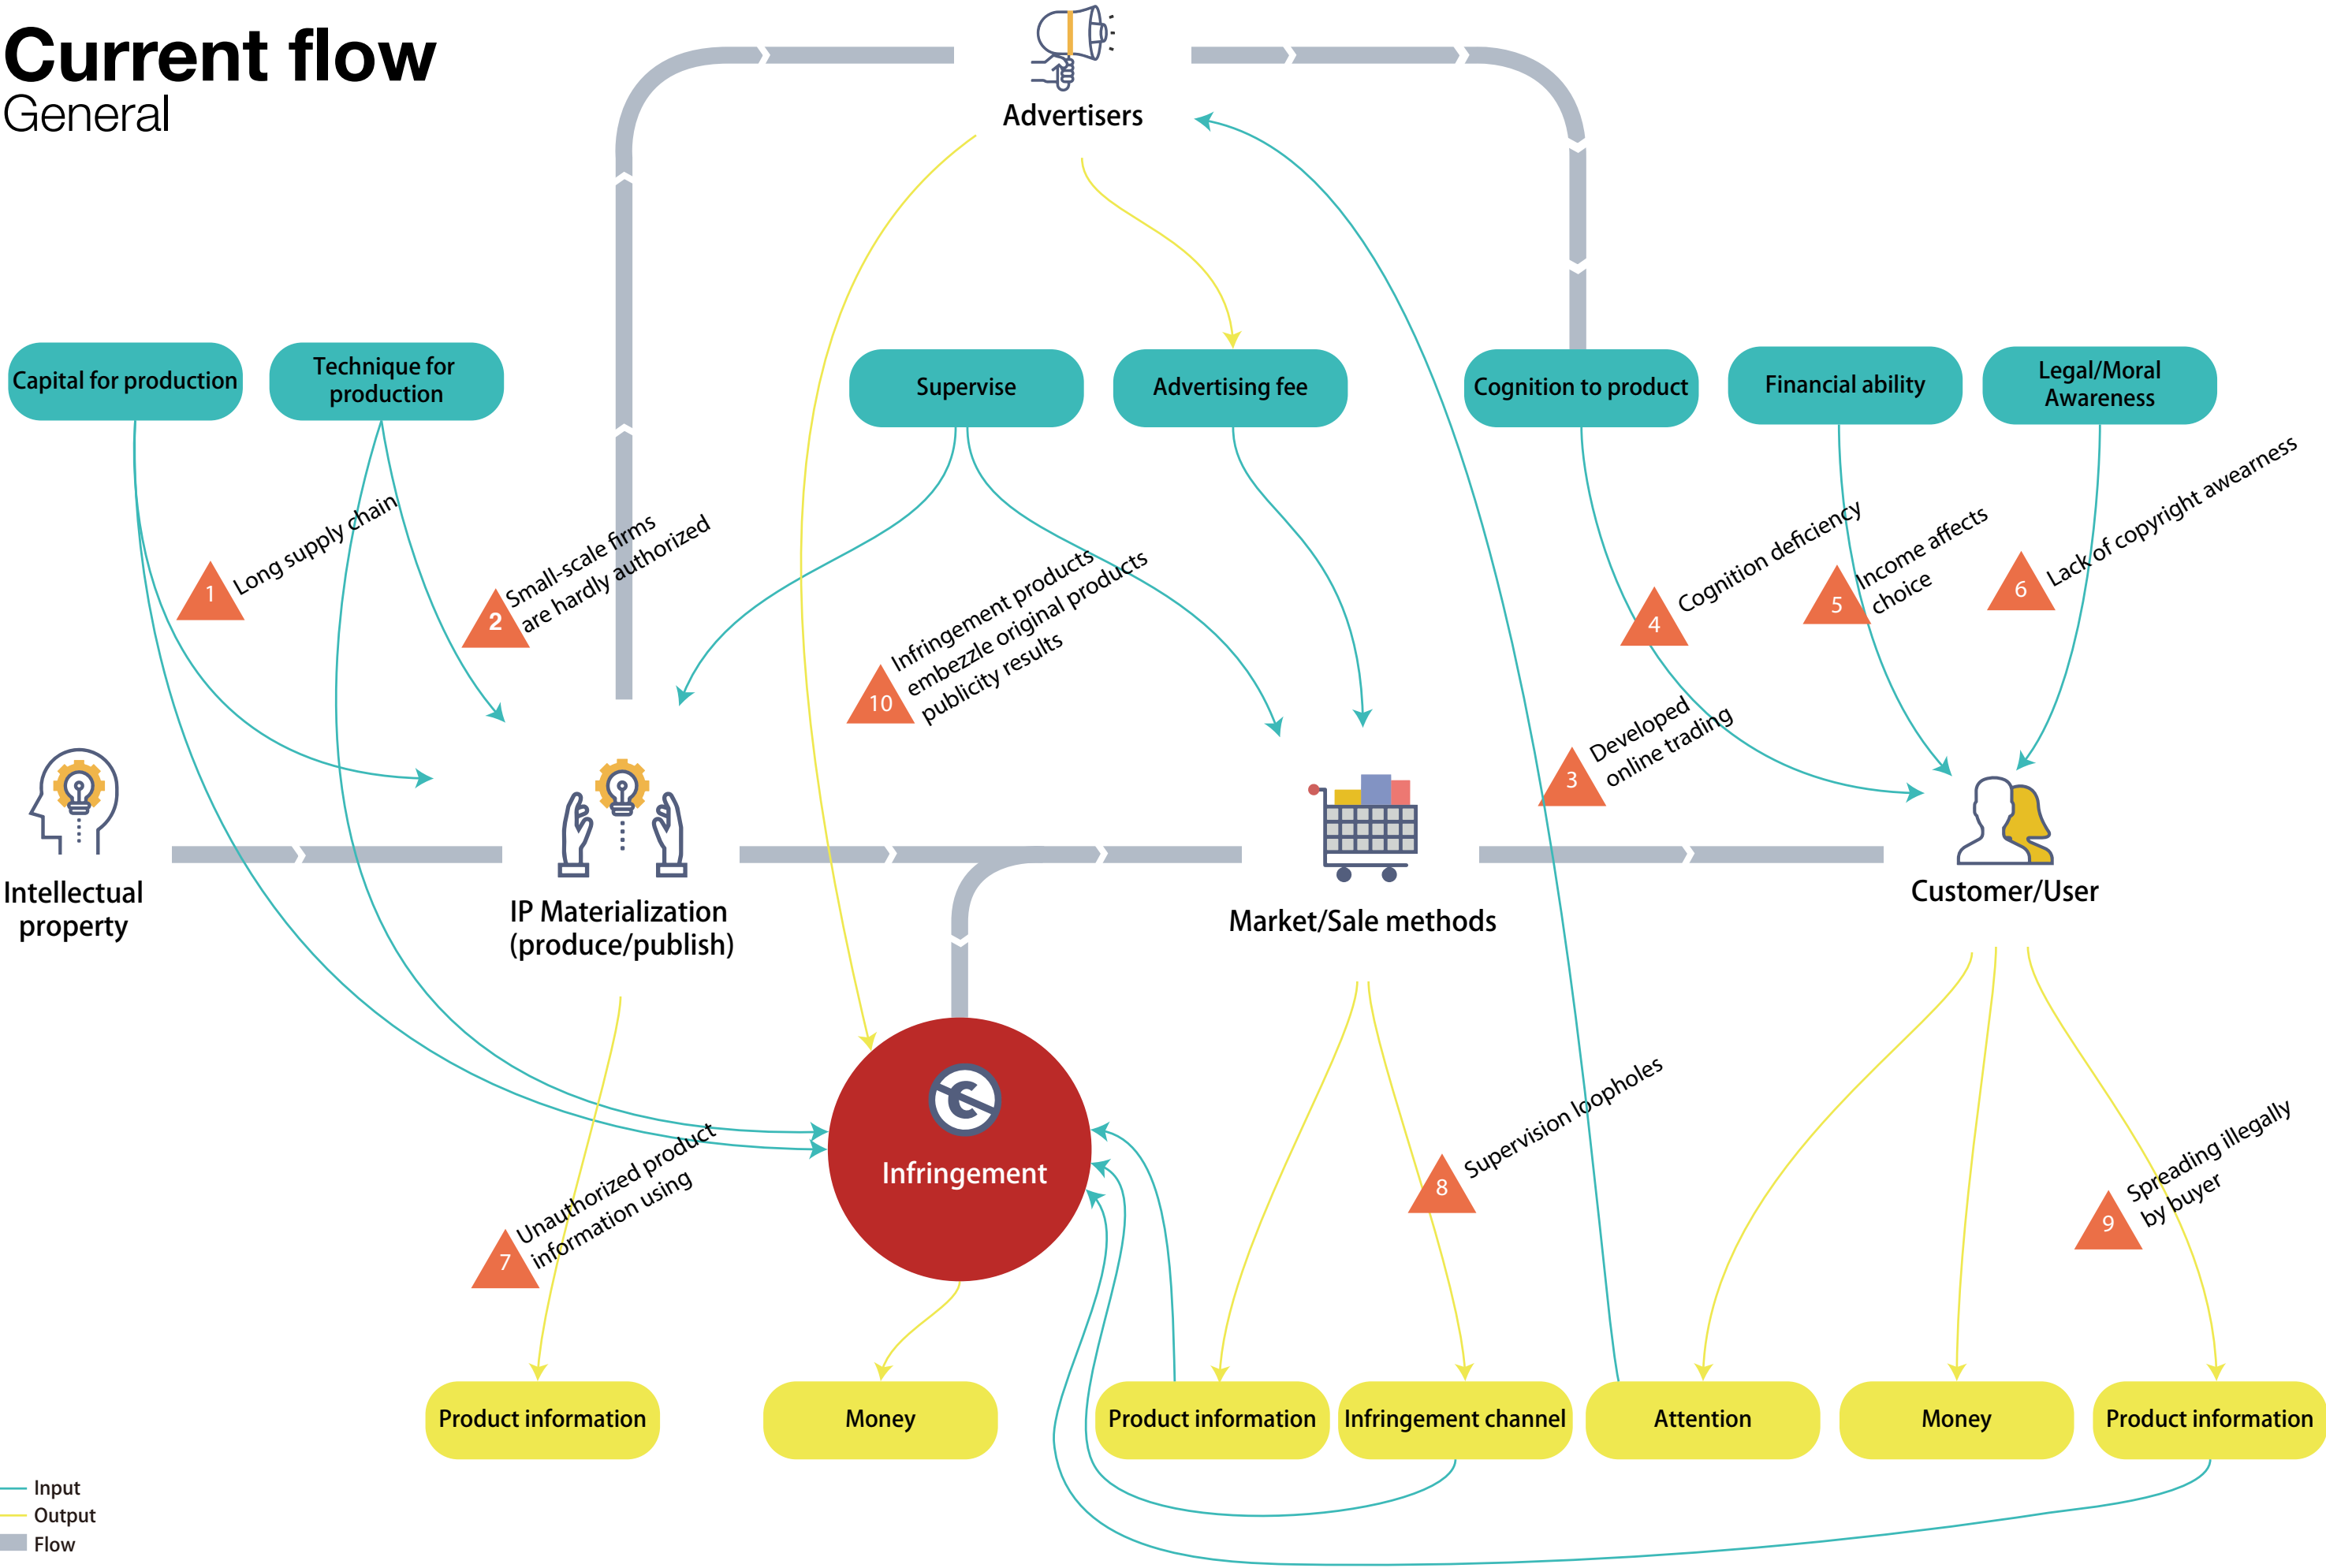 Current flow
General
Advertisers
Capital for production
Technique for
production
Supervise
Advertising fee
Cognition to product
Financial ability
Legal/Moral
Awareness
1
Long supply chain
2
Small-scale firms
are hardly authorized
10
Infringement products
embezzle original products
publicity results
4
Cognition deficiency
5
Income affects
choice
6
Lack of copyright awearness
3
Developed
online trading
Intellectual
property
IP Materialization
(produce/publish)
Market/Sale methods
Customer/User
Infringement
7
Unauthorized product
information using
8
Supervision loopholes
9
Spreading illegally
by buyer
Product information
Money
Product information
Infringement channel
Attention
Money
Product information
Input
Output
Flow